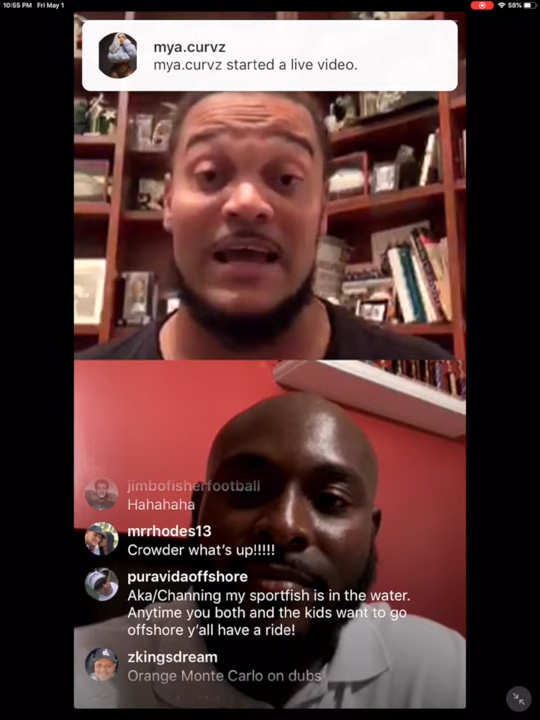 10:55 PM Fri May 1
58%
mya.curvz
mya.curvz started a live video.
jimbofisherfootball
Hahahaha
mrrhodes13
Crowder what's up!!!!!
puravidaoffshore
Aka/Channing my sportfish is in the water.
Anytime you both and the kids want to go
offshore y'all have a ride!
zkingsdream
Orange Monte Carlo on dubs